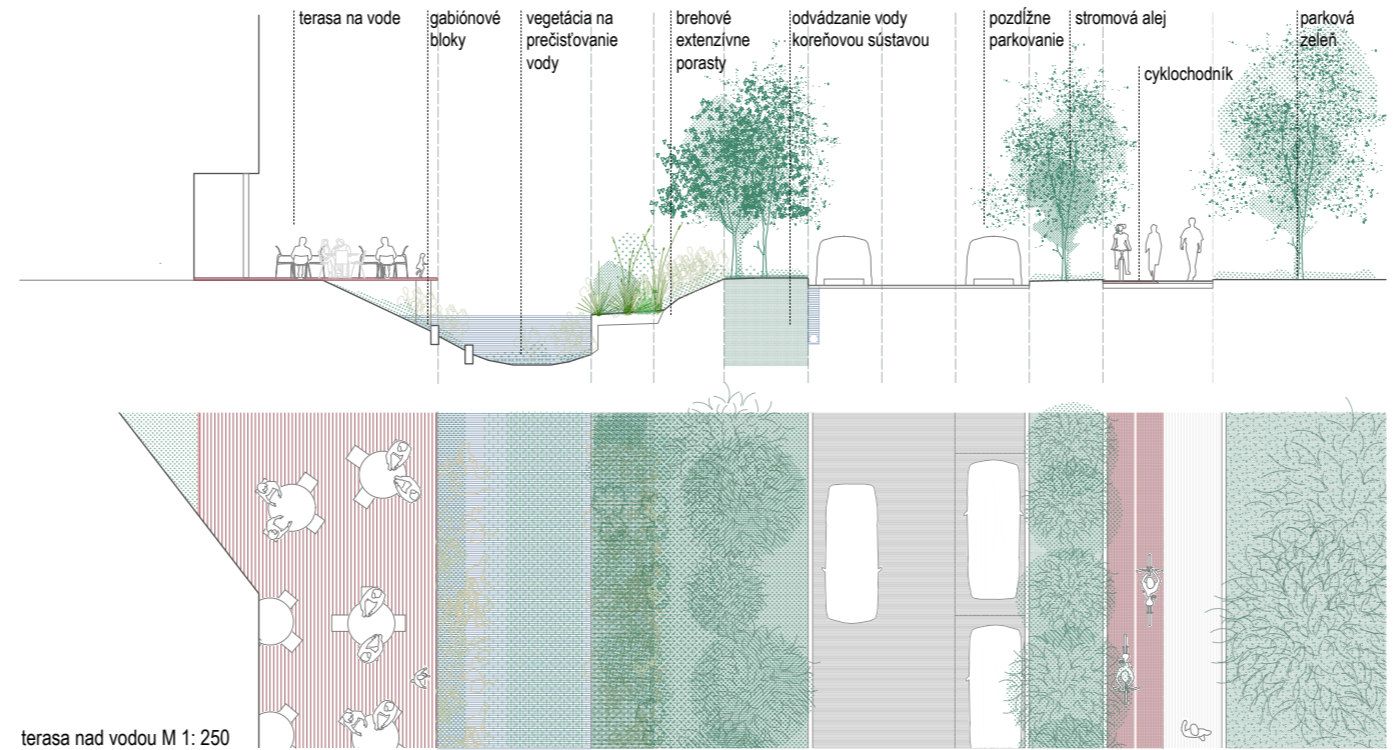 terasa na vode
gabiónové
bloky
vegetácia na
prečisťovanie
vody
brehové
extenzívne
porasty
odvádzanie vody
koreňovou sústavou
pozdĺžne
parkovanie
stromová alej
cyklochodník
parková
zeleň
terasa nad vodou M 1: 250